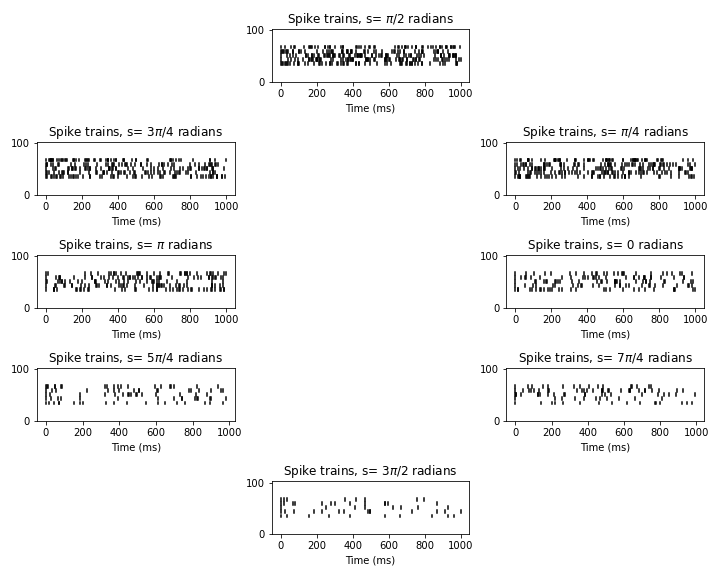 Spike trains, s= π/2 radians
100
0
0 200 400 600 800 1000
Time (ms)
Spike trains, s= 3π/4 radians
100
0
0 200 400 600 800 1000
Time (ms)
Spike trains, s= π/4 radians
100
0
0 200 400 600 800 1000
Time (ms)
Spike trains, s= π radians
100
0
0 200 400 600 800 1000
Time (ms)
Spike trains, s= 0 radians
100
0
0 200 400 600 800 1000
Time (ms)
Spike trains, s= 5π/4 radians
100
0
0 200 400 600 800 1000
Time (ms)
Spike trains, s= 7π/4 radians
100
0
0 200 400 600 800 1000
Time (ms)
Spike trains, s= 3π/2 radians
100
0
0 200 400 600 800 1000
Time (ms)